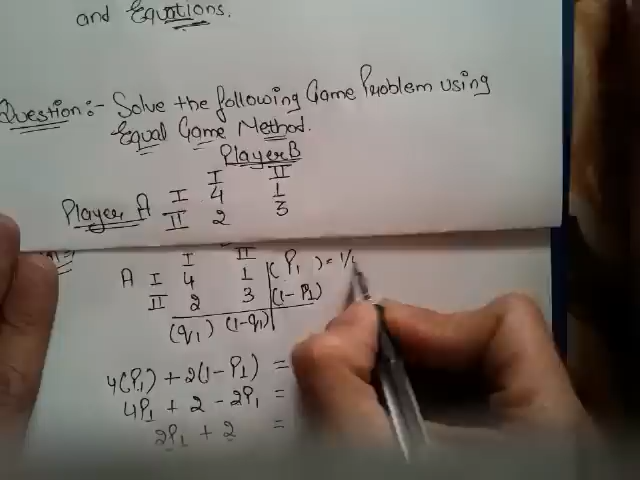 and Equations.
Question:- Solve the following Game Problem using
Equal Game Method.
Player B
I II
Player A I 4 1
II 2 3
I II
A I 4 1 (P1) = 1/
II 2 3 (1-P1)
(q1) (1-q1)
4(P1) + 2(1-P1) =
4P1 + 2 - 2P1 =
2P1 + 2 =